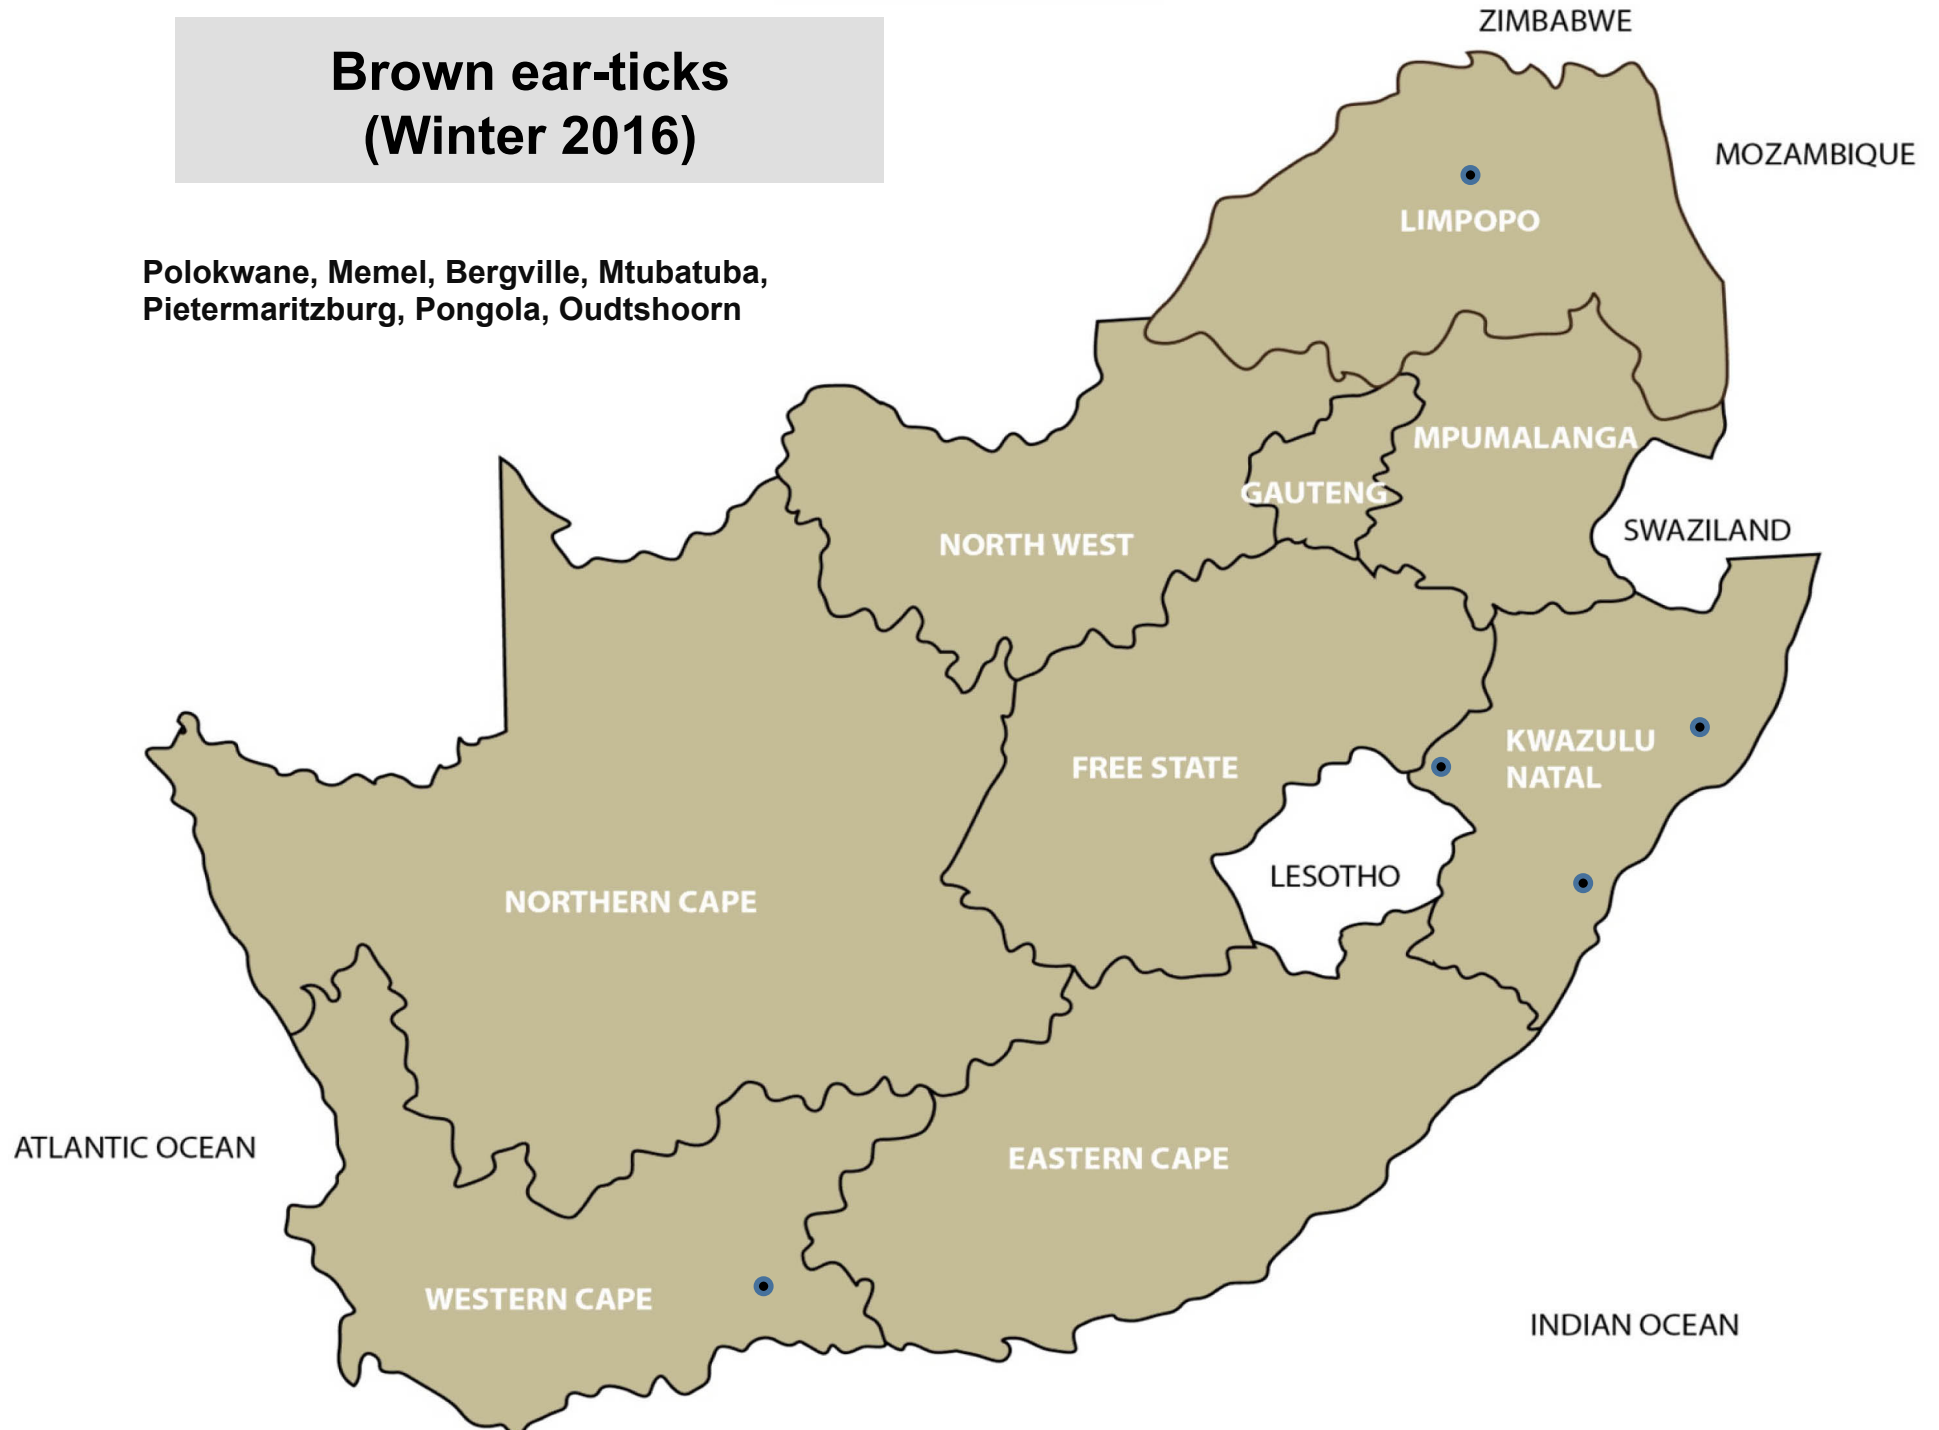 Brown ear-ticks
(Winter 2016)
Polokwane, Memel, Bergville, Mtubatuba,
Pietermaritzburg, Pongola, Oudtshoorn
ZIMBABWE
MOZAMBIQUE
LIMPOPO
MPUMALANGA
GAUTENG
SWAZILAND
NORTH WEST
KWAZULU
NATAL
FREE STATE
LESOTHO
NORTHERN CAPE
ATLANTIC OCEAN
EASTERN CAPE
WESTERN CAPE
INDIAN OCEAN